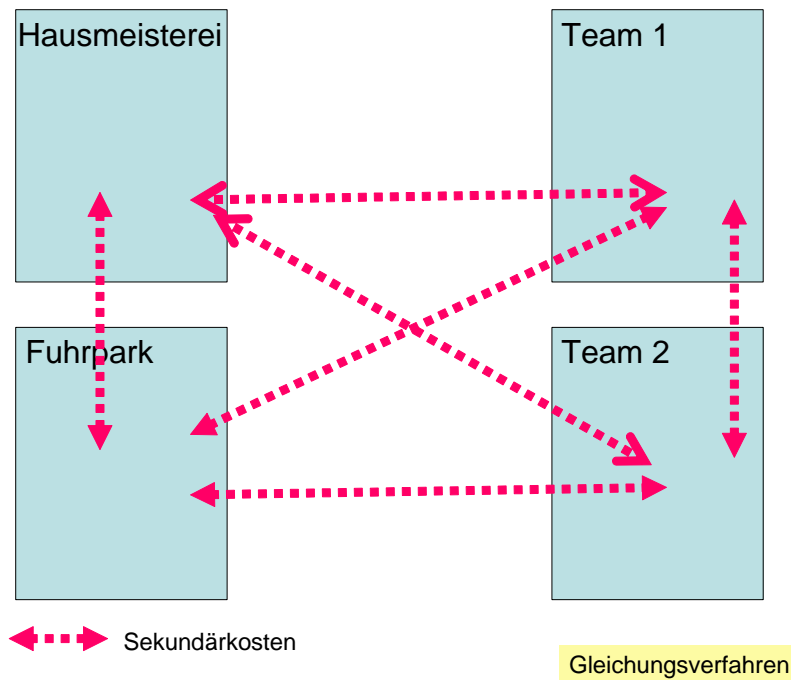 Hausmeisterei
Team 1
Fuhrpark
Team 2
Sekundärkosten
Gleichungsverfahren